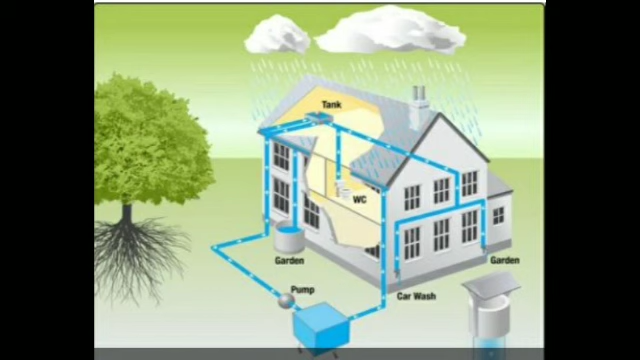 Tank
WC
Garden
Garden
Pump
Car Wash